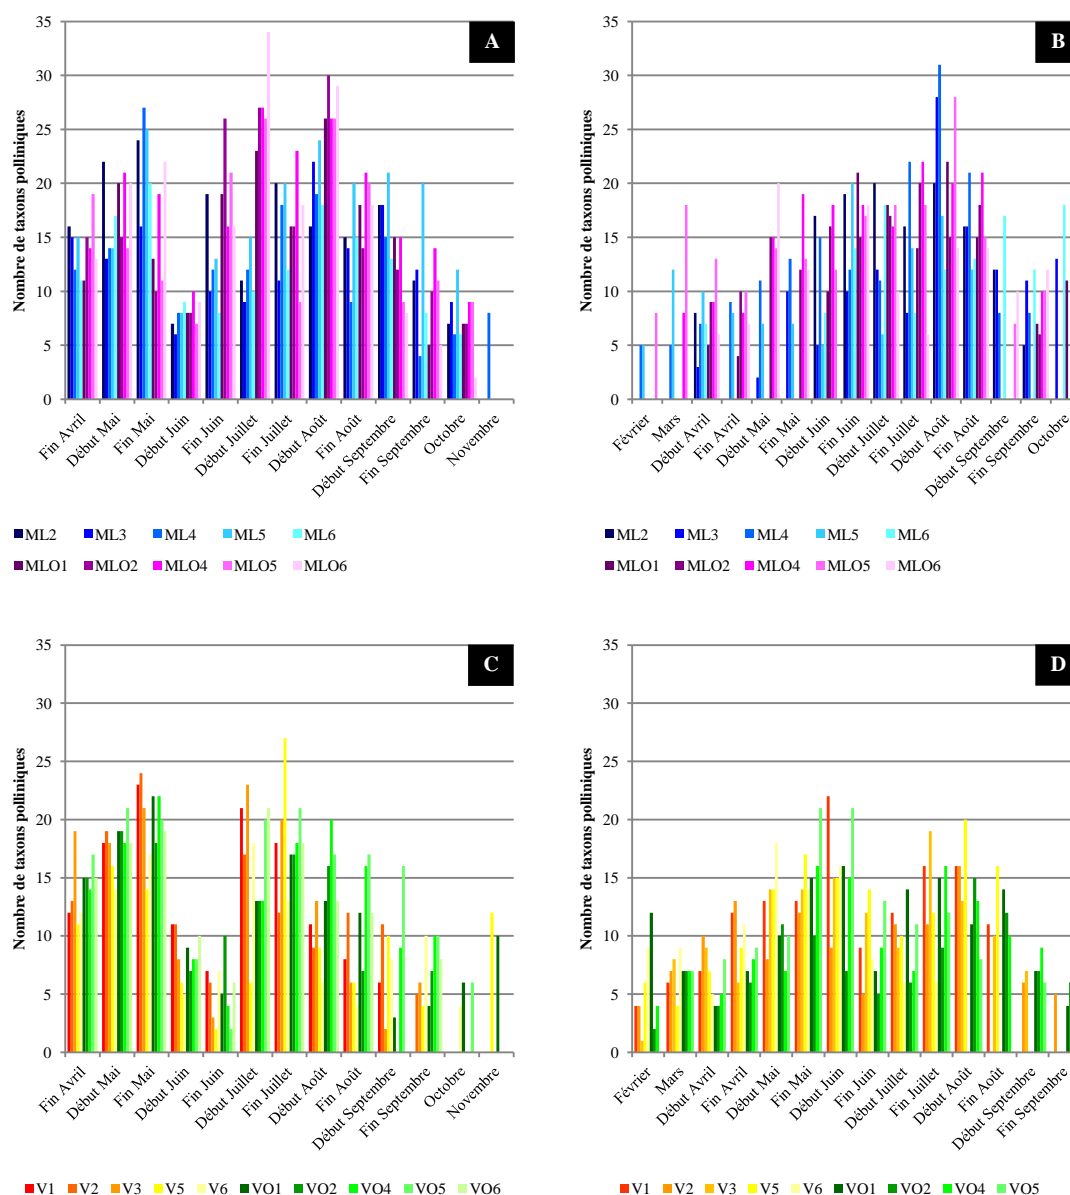 A
Nombre de taxons polliniques
35
30
25
20
15
10
5
0
Fin Avril
Début Mai
Fin Mai
Début Juin
Fin Juin
Début Juillet
Fin Juillet
Début Août
Fin Août
Début Septembre
Fin Septembre
Octobre
Novembre
ML2 ML3 ML4 ML5 ML6
MLO1 MLO2 MLO4 MLO5 MLO6
B
Nombre de taxons polliniques
35
30
25
20
15
10
5
0
Février
Mars
Début Avril
Fin Avril
Début Mai
Fin Mai
Début Juin
Fin Juin
Début Juillet
Fin Juillet
Début Août
Fin Août
Début Septembre
Fin Septembre
Octobre
ML2 ML3 ML4 ML5 ML6
MLO1 MLO2 MLO4 MLO5 MLO6
C
Nombre de taxons polliniques
35
30
25
20
15
10
5
0
Fin Avril
Début Mai
Fin Mai
Début Juin
Fin Juin
Début Juillet
Fin Juillet
Début Août
Fin Août
Début Septembre
Fin Septembre
Octobre
Novembre
V1 V2 V3 V5 V6 VO1 VO2 VO4 VO5 VO6
D
Nombre de taxons polliniques
35
30
25
20
15
10
5
0
Février
Mars
Début Avril
Fin Avril
Début Mai
Fin Mai
Début Juin
Fin Juin
Début Juillet
Fin Juillet
Début Août
Fin Août
Début Septembre
Fin Septembre
V1 V2 V3 V5 V6 VO1 VO2 VO4 VO5